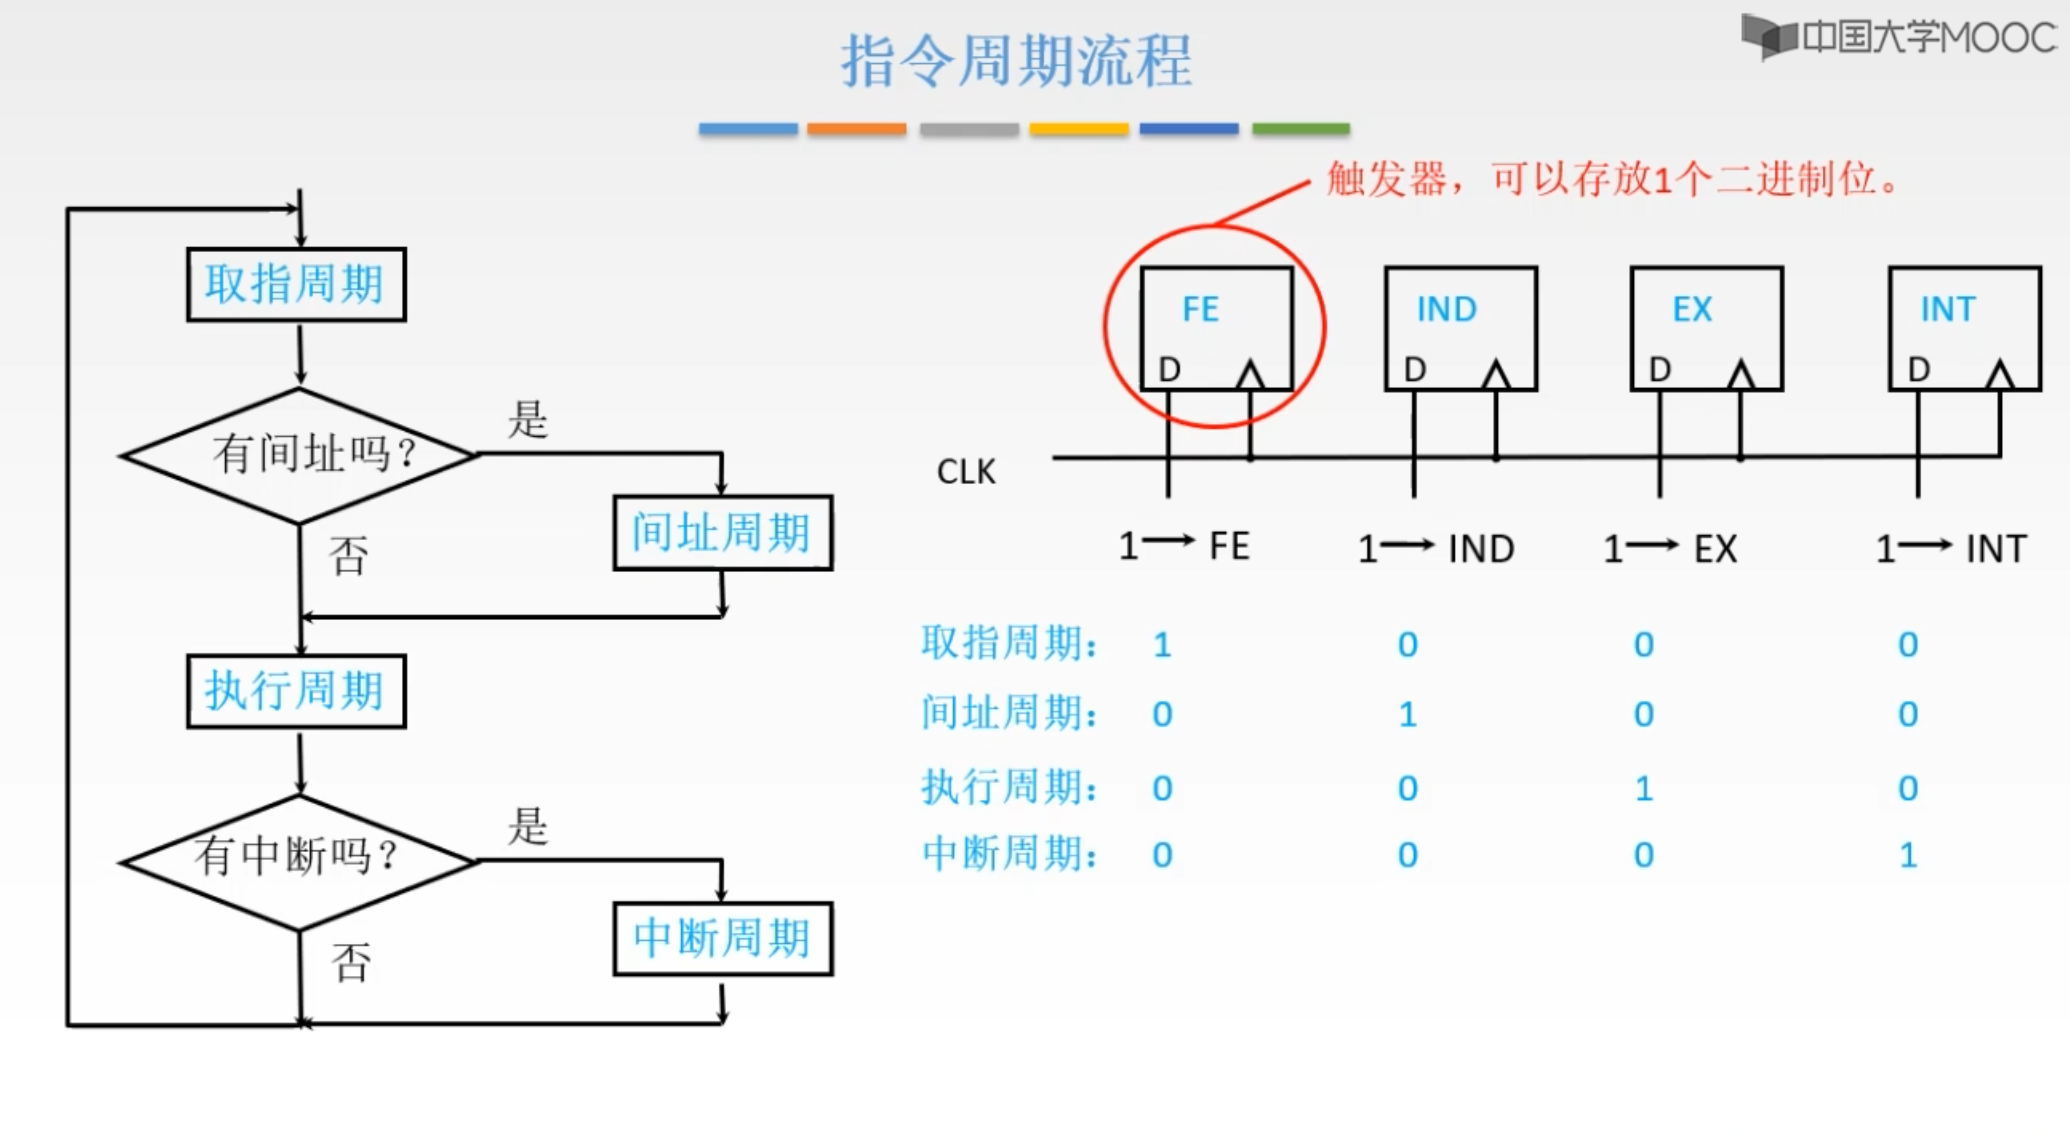 中国大学MOOC
指令周期流程
触发器，可以存放1个二进制位。
取指周期
有间址吗？
是
间址周期
否
执行周期
有中断吗？
是
中断周期
否
FE
IND
EX
INT
D
D
D
D
CLK
1→ FE
1→ IND
1→ EX
1→ INT
取指周期： 1 0 0 0
间址周期： 0 1 0 0
执行周期： 0 0 1 0
中断周期： 0 0 0 1